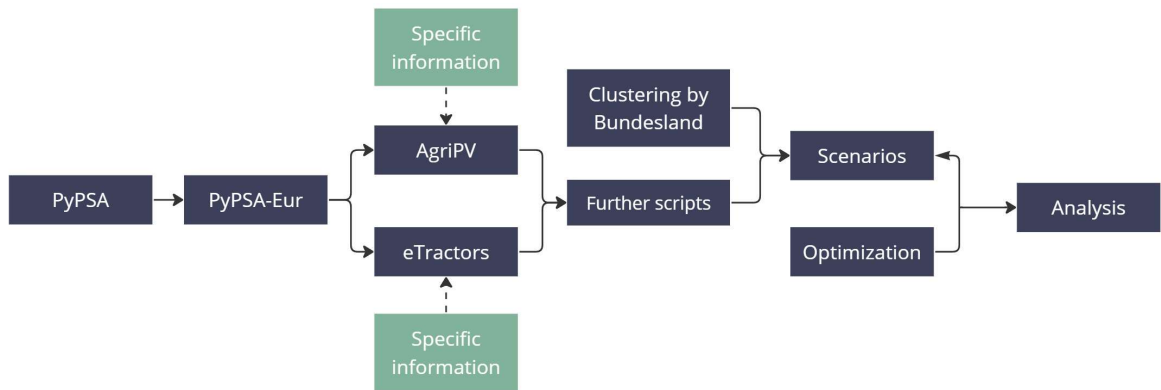 Specific
information
Clustering by
Bundesland
AgriPV
Scenarios
PyPSA
PyPSA-Eur
Further scripts
Analysis
eTractors
Optimization
Specific
information